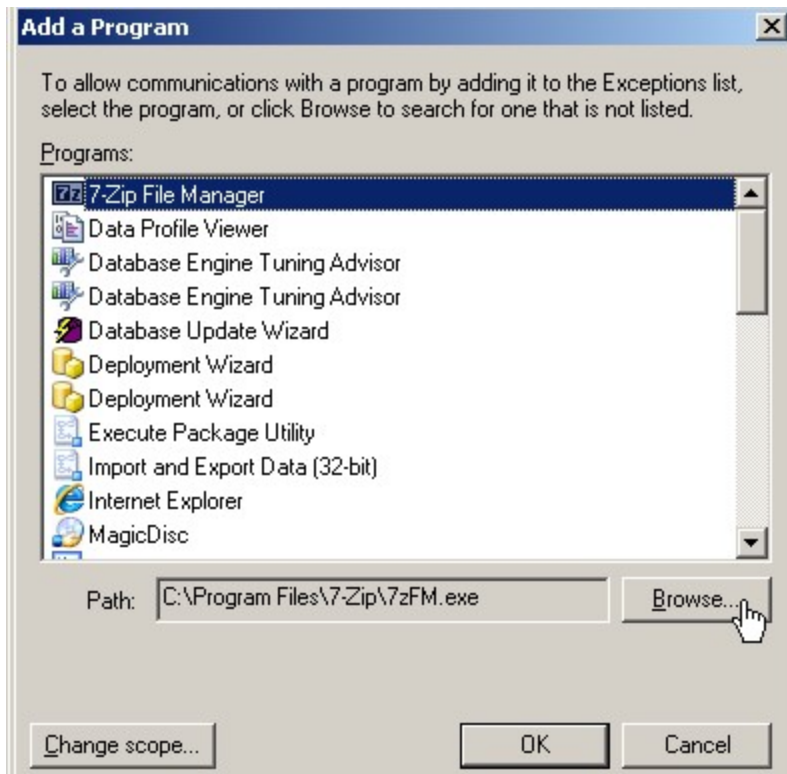 Add a Program
To allow communications with a program by adding it to the Exceptions list,
select the program, or click Browse to search for one that is not listed.
Programs:
7-Zip File Manager
Data Profile Viewer
Database Engine Tuning Advisor
Database Engine Tuning Advisor
Database Update Wizard
Deployment Wizard
Deployment Wizard
Execute Package Utility
Import and Export Data (32-bit)
Internet Explorer
MagicDisc
Path: C:\Program Files\7-Zip\7zFM.exe Browse...
Change scope... OK Cancel